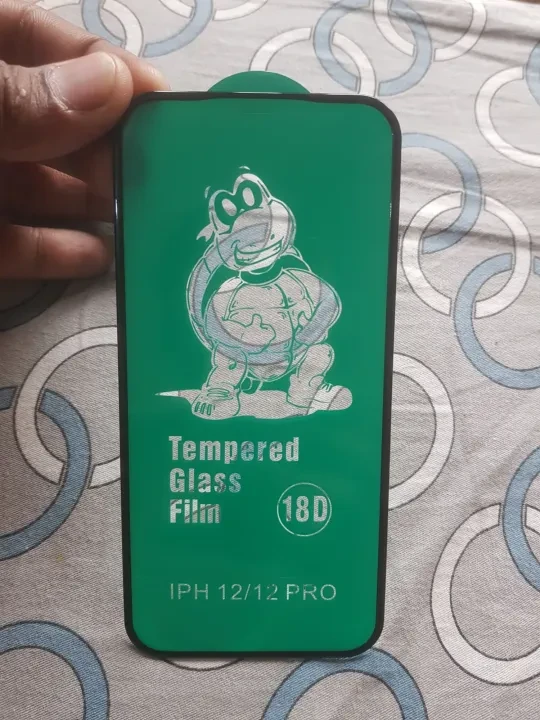 Tempered
Glass
Film
18D
IPH 12/12 PRO